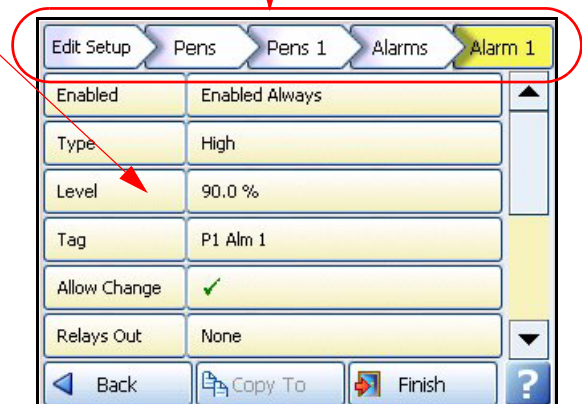 Edit Setup Pens Pens 1 Alarms Alarm 1
Enabled Enabled Always
Type High
Level 90.0 %
Tag P1 Alm 1
Allow Change ✓
Relays Out None
Back Copy To Finish ?